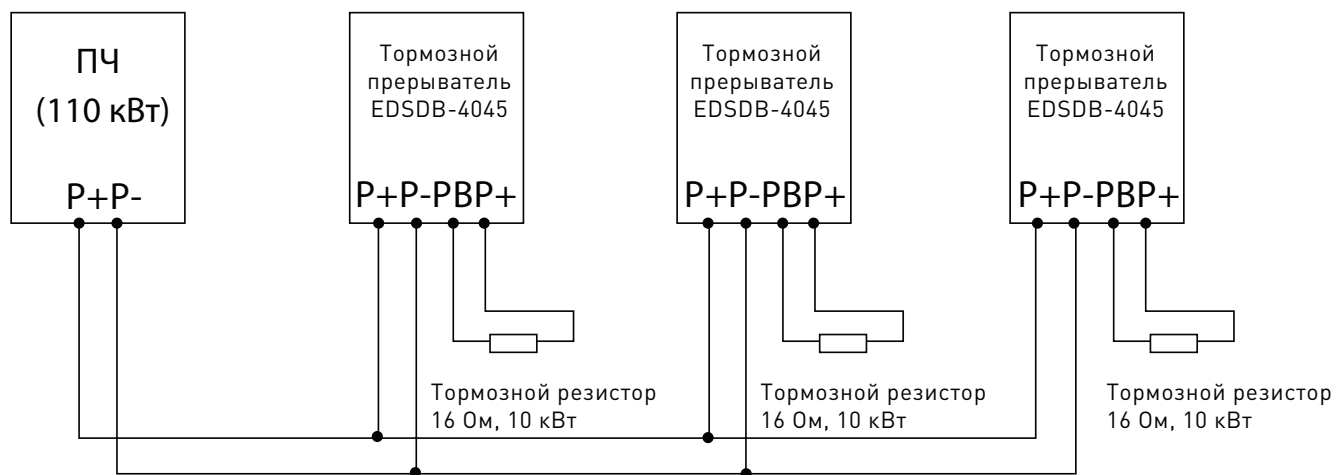 ПЧ
(110 кВт)
P+P-
Тормозной
прерыватель
EDSDB-4045
P+P-PBP+
Тормозной
прерыватель
EDSDB-4045
P+P-PBP+
Тормозной
прерыватель
EDSDB-4045
P+P-PBP+
Тормозной резистор
16 Ом, 10 кВт
Тормозной резистор
16 Ом, 10 кВт
Тормозной резистор
16 Ом, 10 кВт